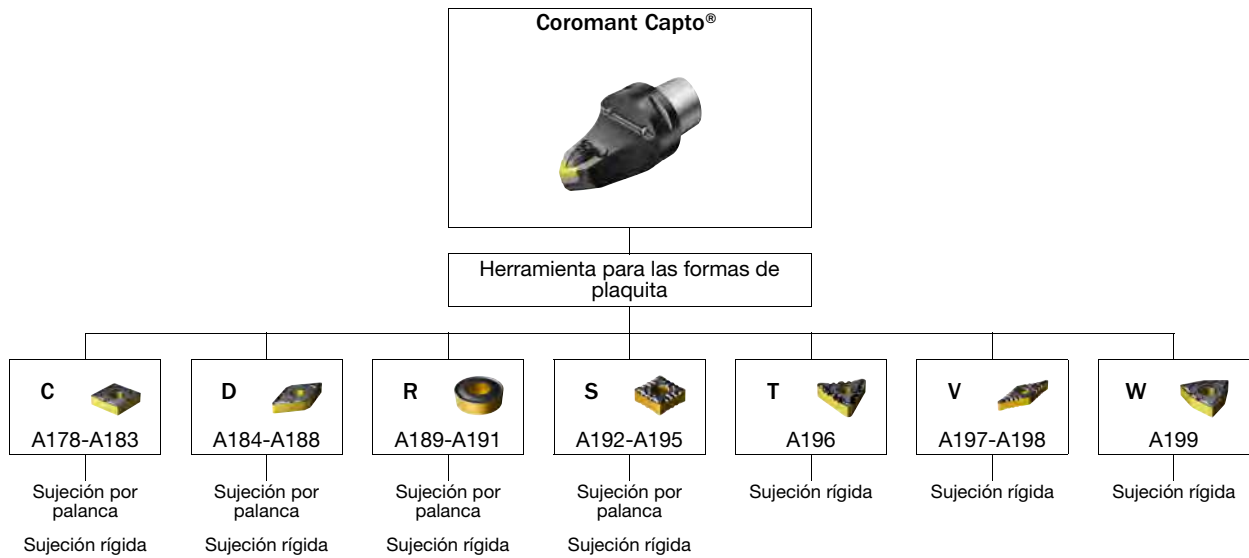 Coromant Capto®
Herramienta para las formas de
plaquita
C
A178-A183
Sujeción por
palanca
Sujeción rígida
D
A184-A188
Sujeción por
palanca
Sujeción rígida
R
A189-A191
Sujeción por
palanca
Sujeción rígida
S
A192-A195
Sujeción por
palanca
Sujeción rígida
T
A196
Sujeción rígida
V
A197-A198
Sujeción rígida
W
A199
Sujeción rígida